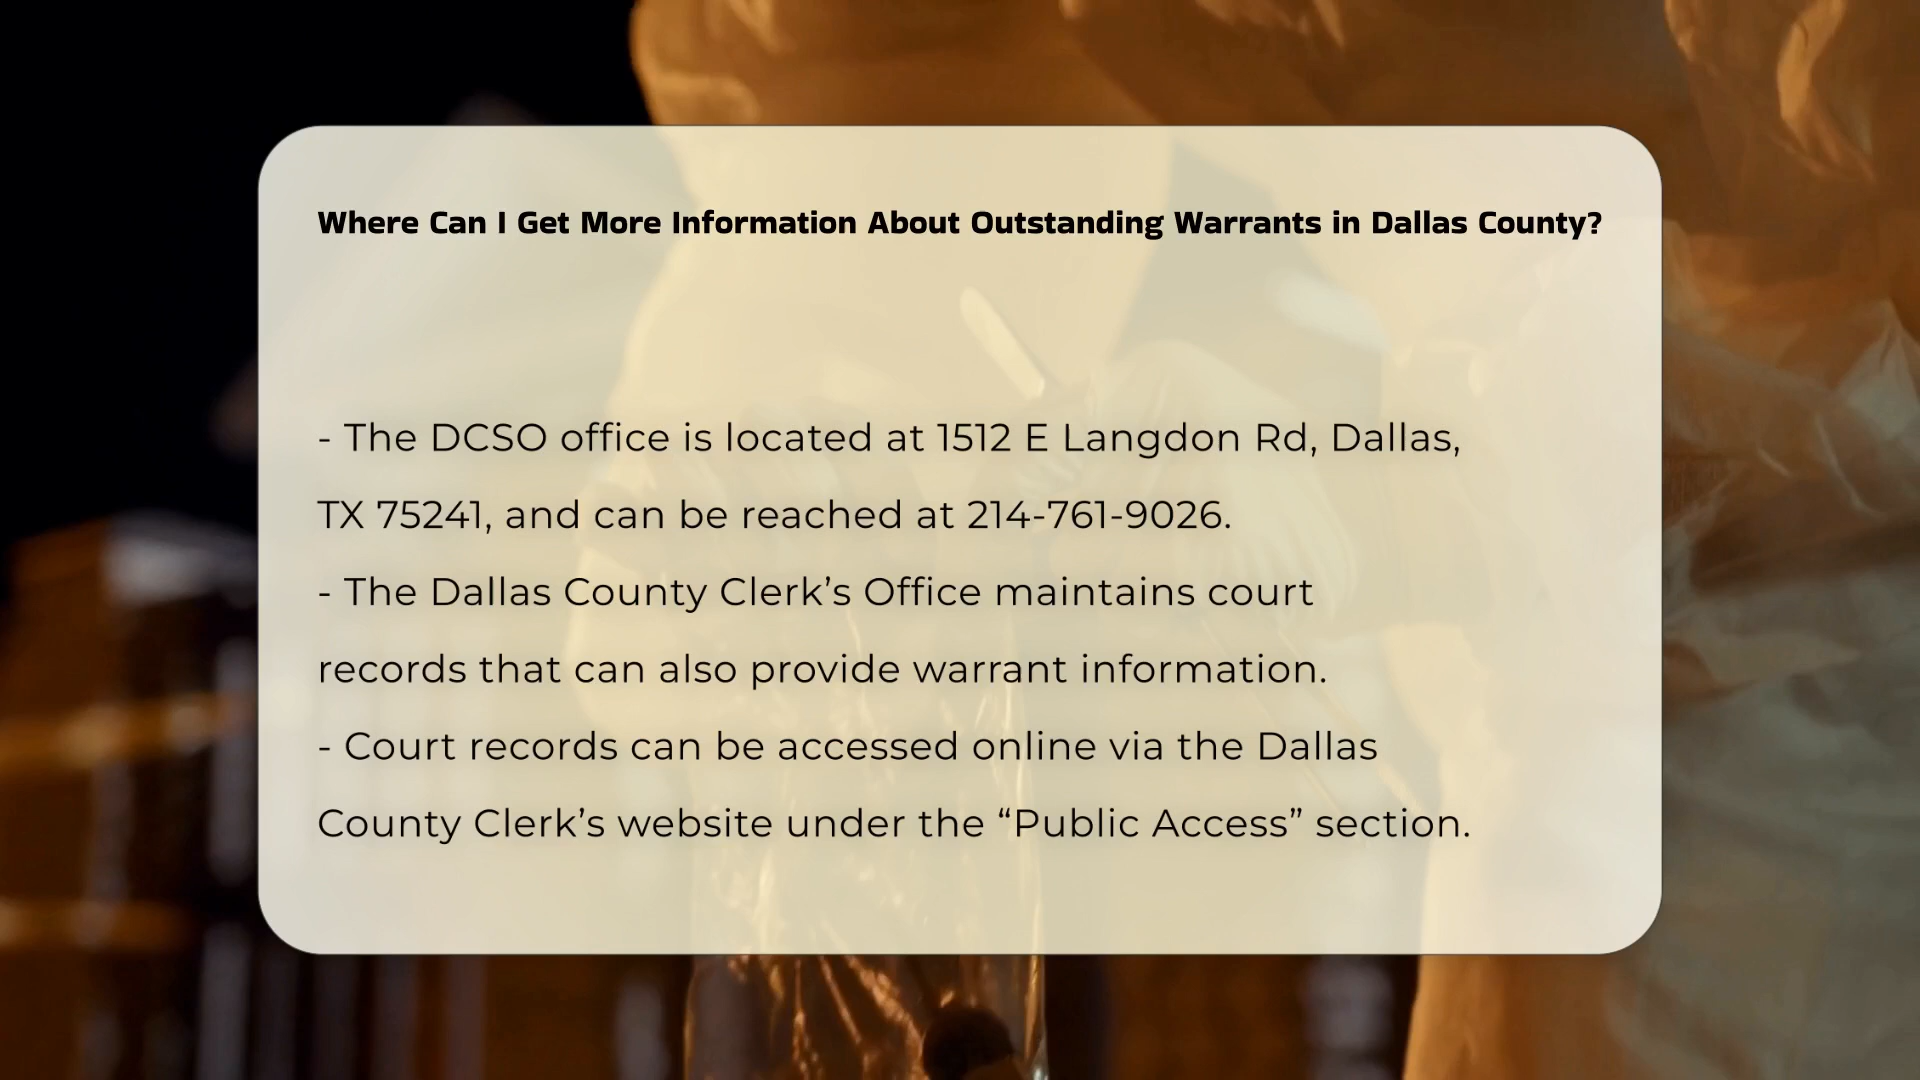 Where Can I Get More Information About Outstanding Warrants in Dallas County?
- The DCSO office is located at 1512 E Langdon Rd, Dallas,
TX 75241, and can be reached at 214-761-9026.
- The Dallas County Clerk’s Office maintains court
records that can also provide warrant information.
- Court records can be accessed online via the Dallas
County Clerk’s website under the “Public Access” section.